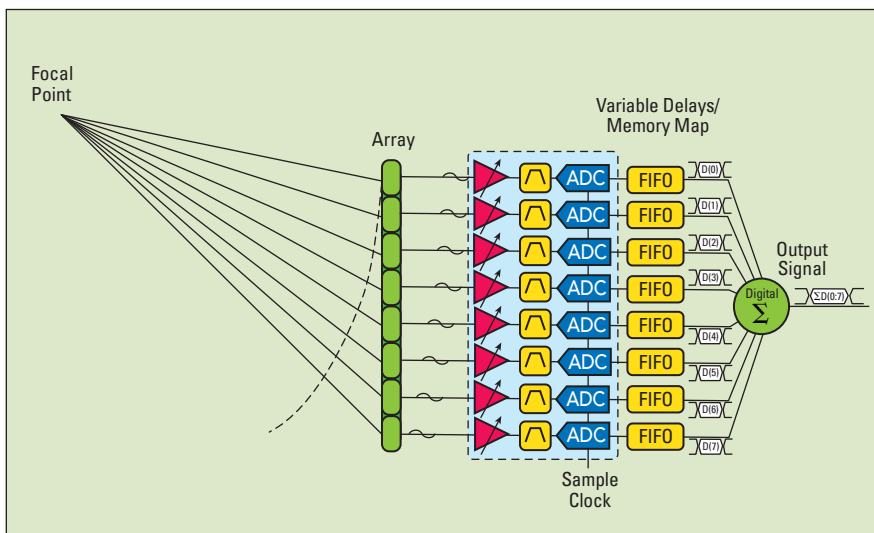 Focal
Point
Array
Variable Delays/
Memory Map
ADC
FIFO
D(0)
ADC
FIFO
D(1)
ADC
FIFO
D(2)
ADC
FIFO
D(3)
Output
Signal
Digital
Σ
ΣD(0:7)
ADC
FIFO
D(4)
ADC
FIFO
D(5)
ADC
FIFO
D(6)
ADC
FIFO
D(7)
Sample
Clock